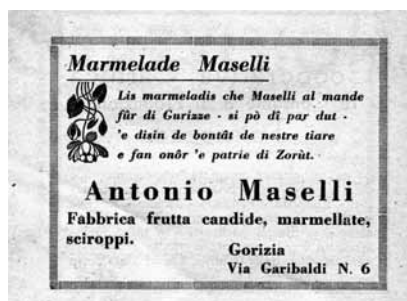 Marmelade Maselli
Lis marmeladis che Maselli al mande
fûr di Gurizze - si pò dî par dut -
'e disin de bontât de nestre tiare
e fan onôr 'e patrie di Zorùt.
Antonio Maselli
Fabbrica frutta candide, marmellate,
sciroppi.
Gorizia
Via Garibaldi N. 6